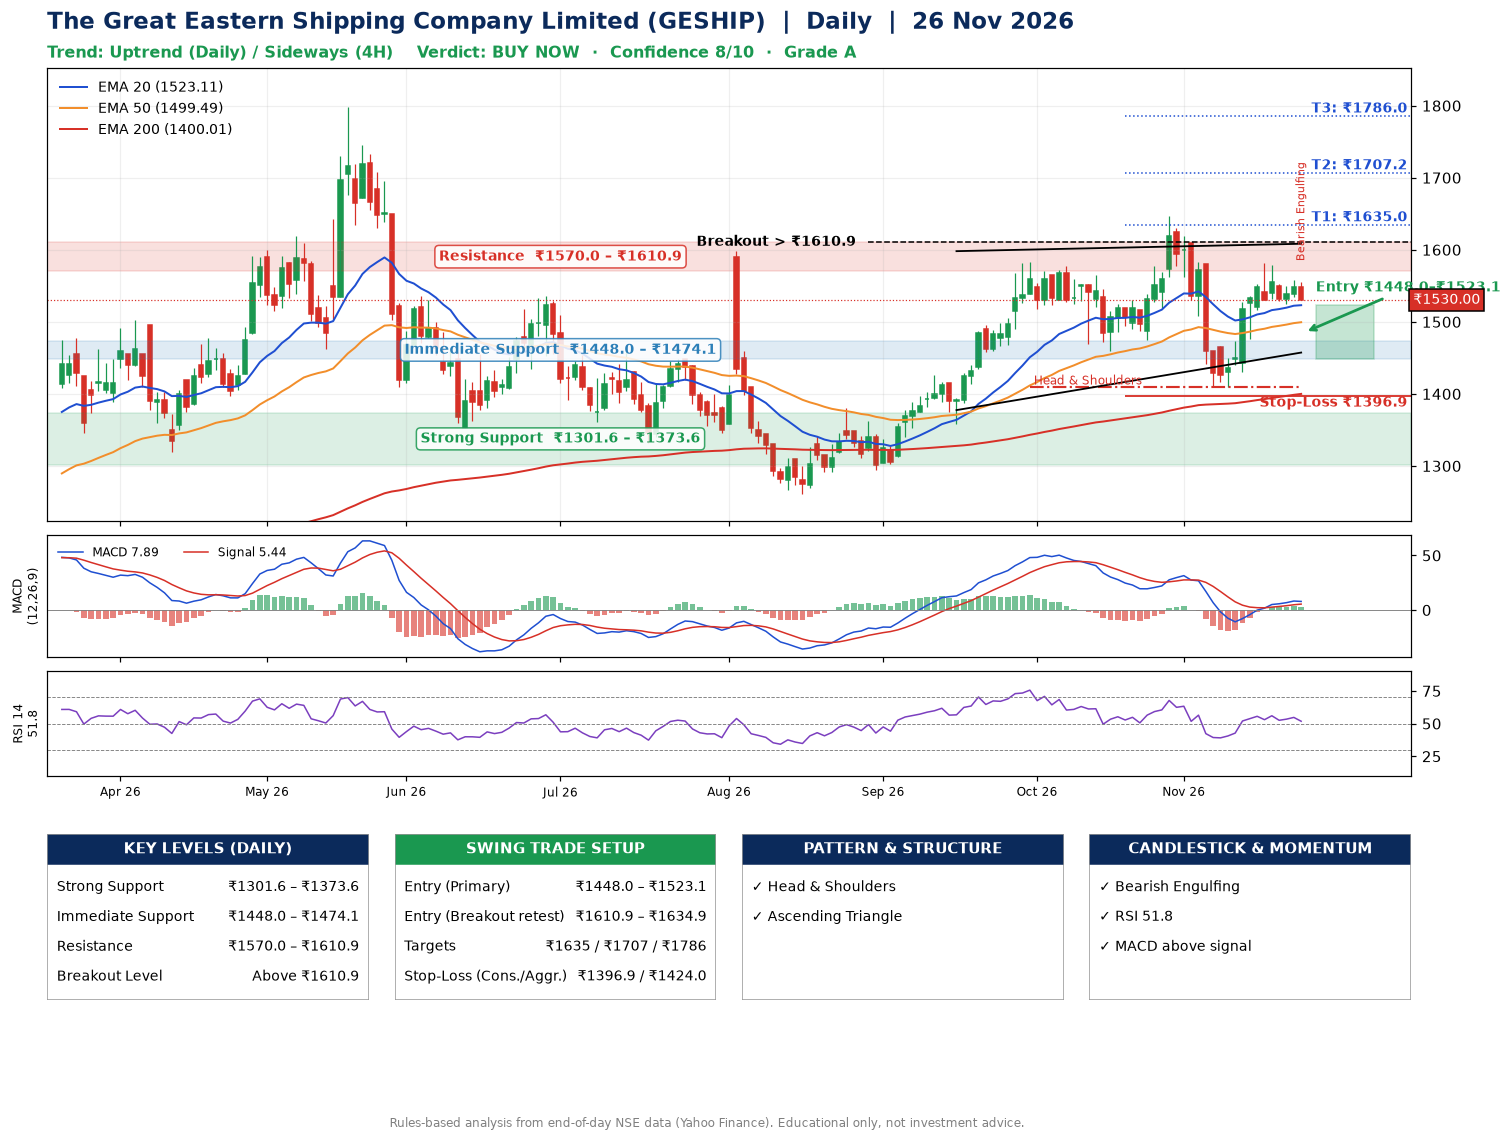 The Great Eastern Shipping Company Limited (GESHIP) | Daily | 26 Nov 2026
Trend: Uptrend (Daily) / Sideways (4H) Verdict: BUY NOW · Confidence 8/10 · Grade A
EMA 20 (1523.11)
EMA 50 (1499.49)
EMA 200 (1400.01)
T3: ₹1786.0
T2: ₹1707.2
T1: ₹1635.0
Bearish Engulfing
Breakout > ₹1610.9
Resistance ₹1570.0 – ₹1610.9
Entry ₹1448.0–₹1523.1
₹1530.00
Immediate Support ₹1448.0 – ₹1474.1
Head & Shoulders
Stop-Loss ₹1396.9
Strong Support ₹1301.6 – ₹1373.6
1800
1700
1600
1500
1400
1300
MACD 7.89
Signal 5.44
MACD
(12,26,9)
50
0
RSI 14
51.8
75
50
25
Apr 26
May 26
Jun 26
Jul 26
Aug 26
Sep 26
Oct 26
Nov 26
KEY LEVELS (DAILY)
Strong Support ₹1301.6 – ₹1373.6
Immediate Support ₹1448.0 – ₹1474.1
Resistance ₹1570.0 – ₹1610.9
Breakout Level Above ₹1610.9
SWING TRADE SETUP
Entry (Primary) ₹1448.0 – ₹1523.1
Entry (Breakout retest) ₹1610.9 – ₹1634.9
Targets ₹1635 / ₹1707 / ₹1786
Stop-Loss (Cons./Aggr.) ₹1396.9 / ₹1424.0
PATTERN & STRUCTURE
✓ Head & Shoulders
✓ Ascending Triangle
CANDLESTICK & MOMENTUM
✓ Bearish Engulfing
✓ RSI 51.8
✓ MACD above signal
Rules-based analysis from end-of-day NSE data (Yahoo Finance). Educational only, not investment advice.